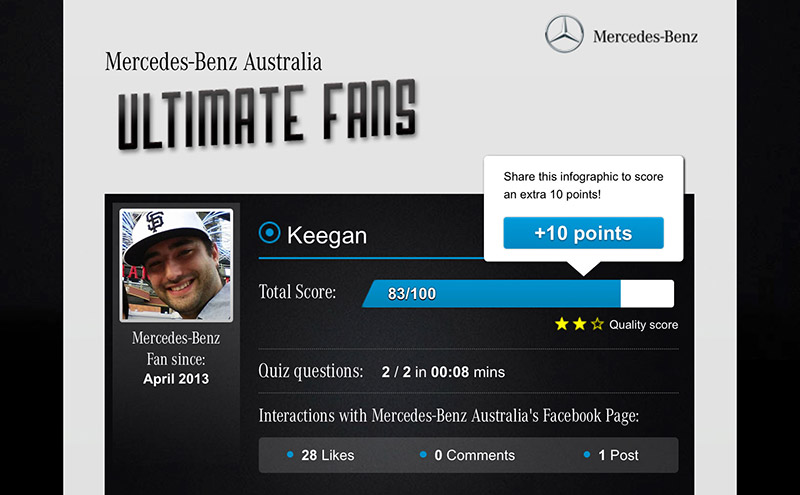 Mercedes-Benz
Mercedes-Benz Australia
ULTIMATE FANS
Share this infographic to score
an extra 10 points!
+10 points
SF
Keegan
Total Score: 83/100
Quality score
Mercedes-Benz
Fan since:
April 2013
Quiz questions: 2 / 2 in 00:08 mins
Interactions with Mercedes-Benz Australia's Facebook Page:
28 Likes 0 Comments 1 Post